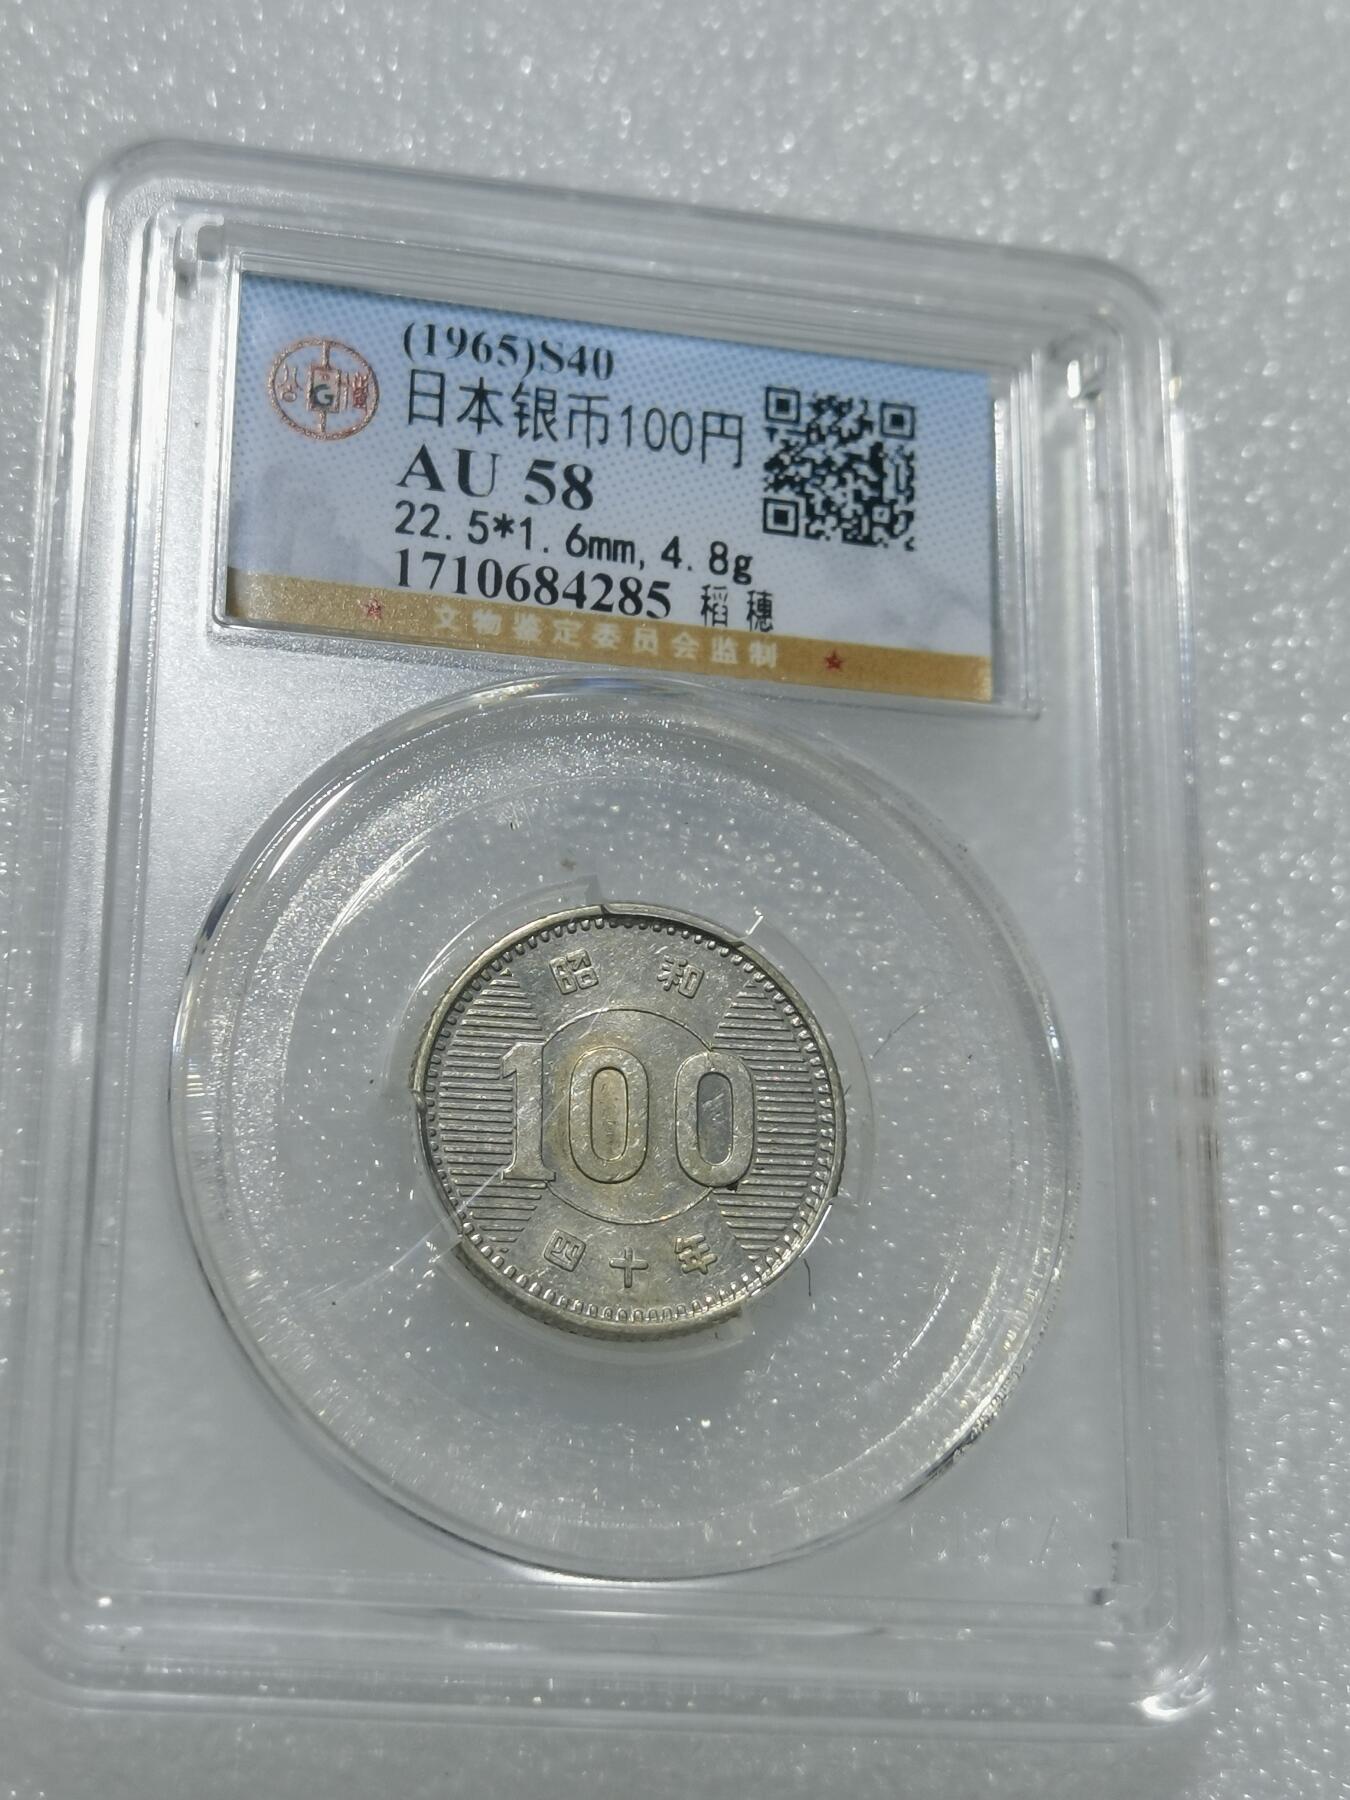 (1965)S40
日本银币100円
AU 58
22.5*1.6mm,4.8g
1710684285 稻穗
文物鉴定委员会监制
G
昭和
100
四十年